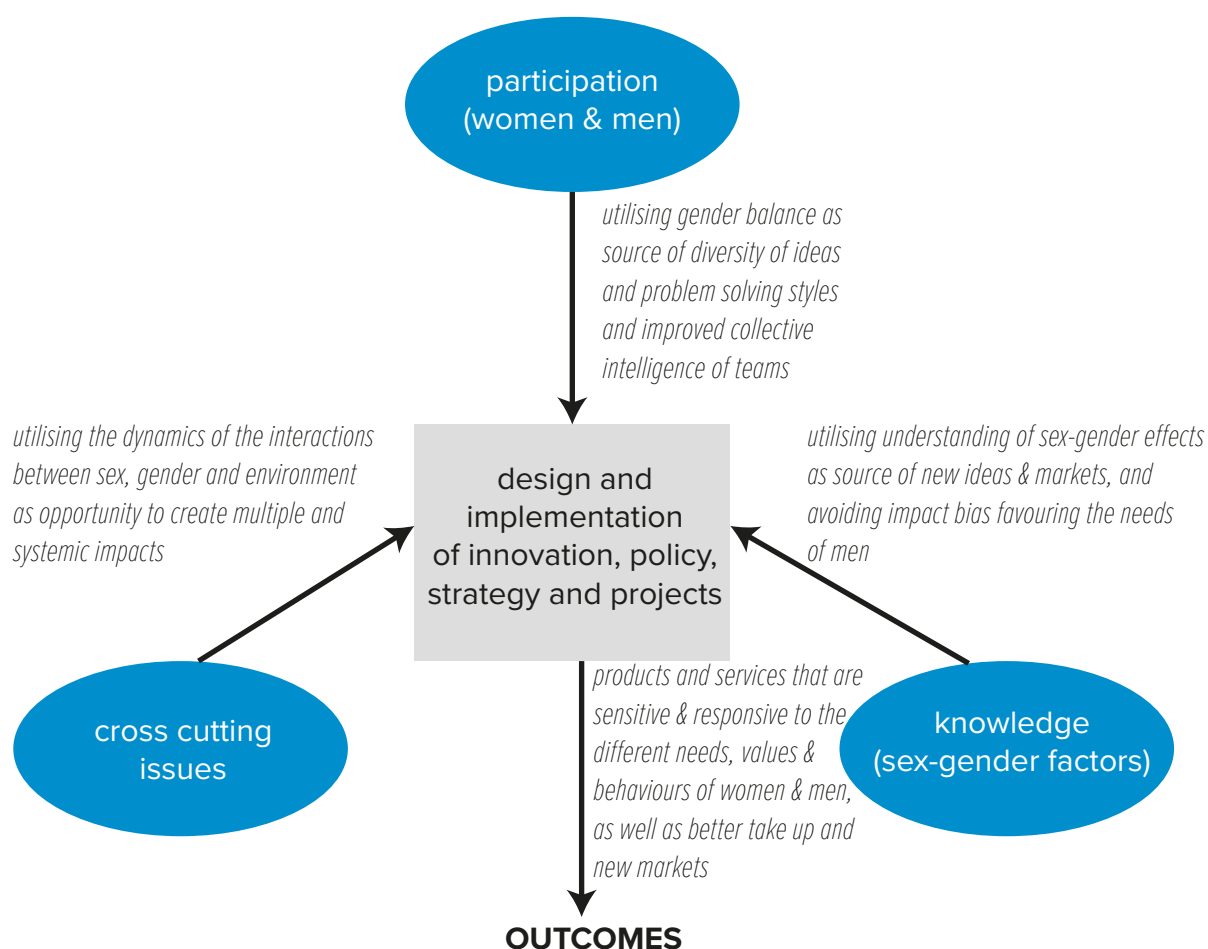 participation
(women & men)
utilising gender balance as
source of diversity of ideas
and problem solving styles
and improved collective
intelligence of teams
utilising the dynamics of the interactions
between sex, gender and environment
as opportunity to create multiple and
systemic impacts
design and
implementation
of innovation, policy,
strategy and projects
utilising understanding of sex-gender effects
as source of new ideas & markets, and
avoiding impact bias favouring the needs
of men
cross cutting
issues
products and services that are
sensitive & responsive to the
different needs, values &
behaviours of women & men,
as well as better take up and
new markets
knowledge
(sex-gender factors)
OUTCOMES